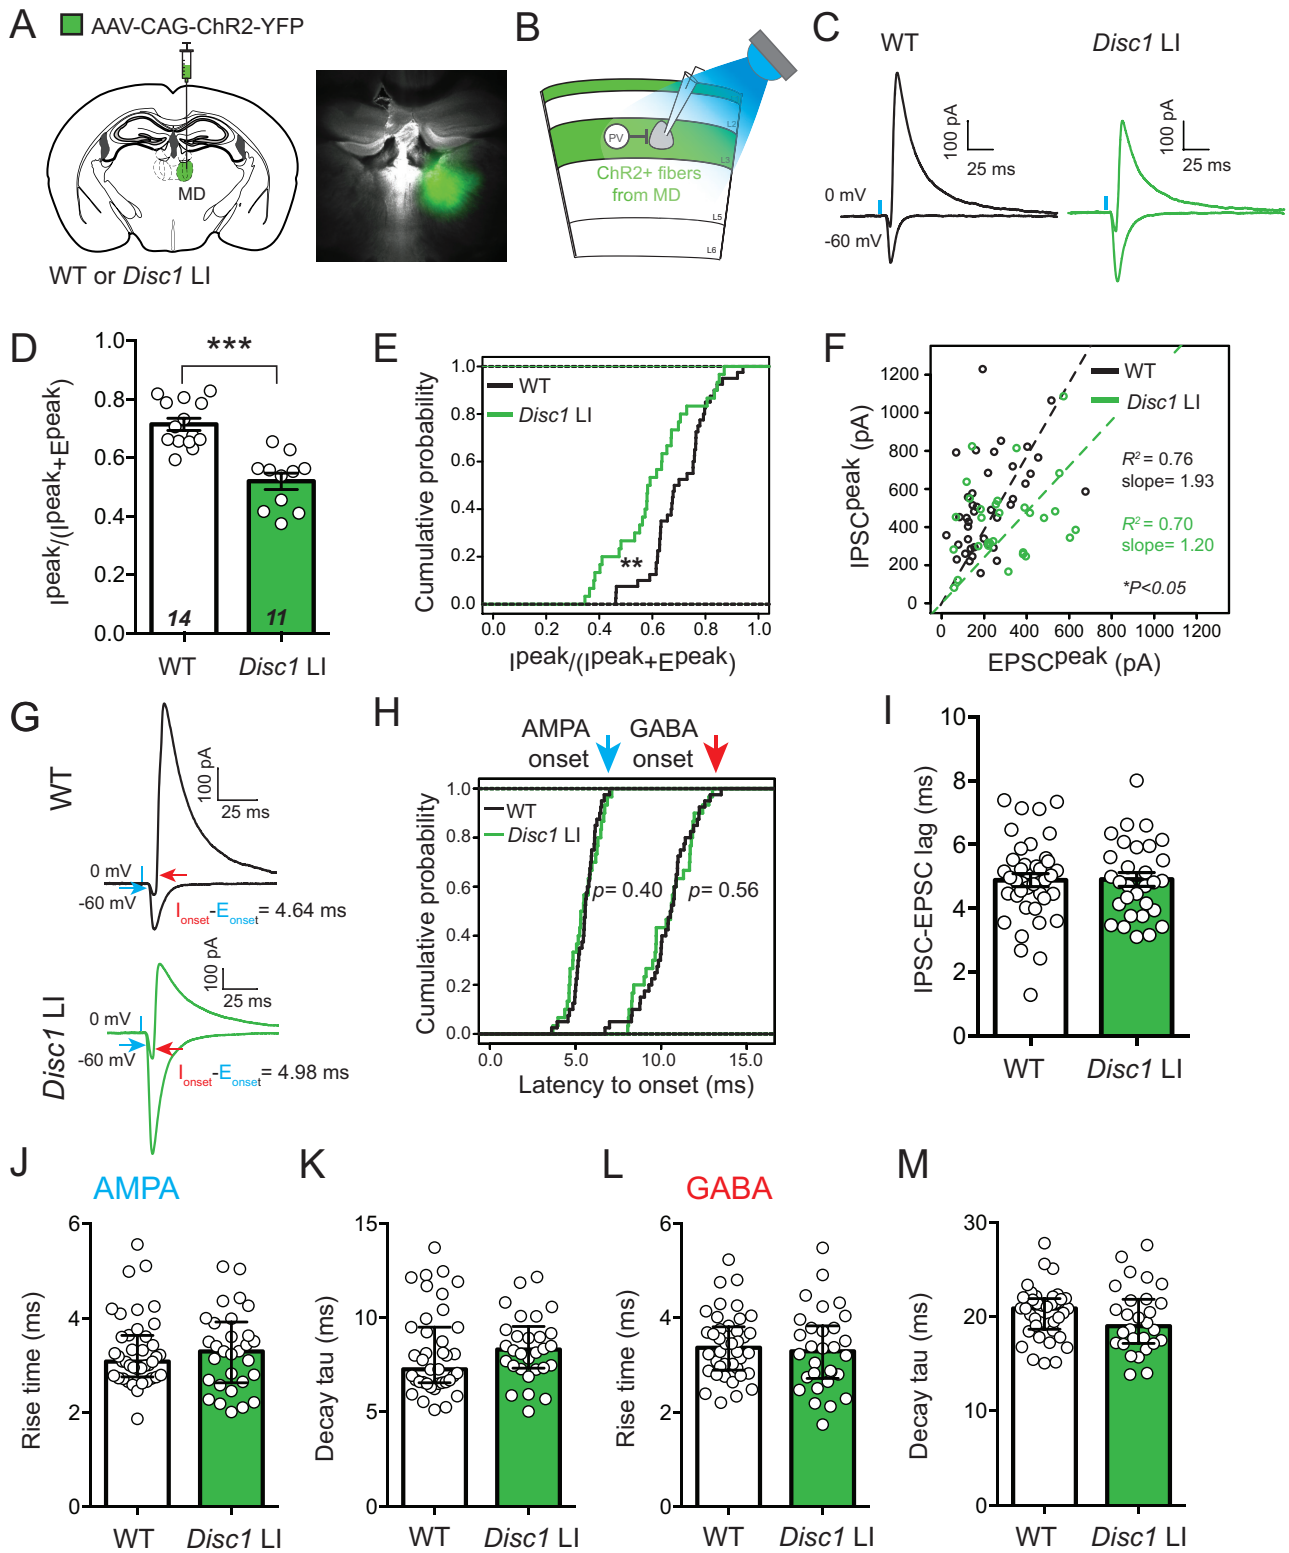 A
AAV-CAG-ChR2-YFP
MD
WT or Disc1 LI
B
PV
L2
L3
ChR2+ fibers
from MD
L5
L6
C
WT
Disc1 LI
100 pA
25 ms
100 pA
25 ms
0 mV
-60 mV
D
Ipeak/(Ipeak+Epeak)
1.0
0.8
0.6
0.4
0.2
0.0
***
14
11
WT
Disc1 LI
E
Cumulative probability
1.0
0.8
0.6
0.4
0.2
0.0
WT
Disc1 LI
**
0.0 0.2 0.4 0.6 0.8 1.0
Ipeak/(Ipeak+Epeak)
F
IPSCpeak (pA)
1200
1000
800
600
400
200
0
WT
Disc1 LI
R2= 0.76
slope= 1.93
R2= 0.70
slope= 1.20
*P<0.05
0 200 400 600 800 1000 1200
EPSCpeak (pA)
G
WT
100 pA
25 ms
0 mV
-60 mV
Ionset-Eonset= 4.64 ms
Disc1 LI
100 pA
25 ms
0 mV
-60 mV
Ionset-Eonset= 4.98 ms
H
AMPA
onset
GABA
onset
Cumulative probability
1.0
0.8
0.6
0.4
0.2
0.0
WT
Disc1 LI
p= 0.40
p= 0.56
0.0 5.0 10.0 15.0
Latency to onset (ms)
I
IPSC-EPSC lag (ms)
10
8
6
4
2
0
WT
Disc1 LI
J
AMPA
Rise time (ms)
6
4
2
0
WT
Disc1 LI
K
Decay tau (ms)
15
10
5
0
WT
Disc1 LI
L
GABA
Rise time (ms)
6
4
2
0
WT
Disc1 LI
M
Decay tau (ms)
30
20
10
0
WT
Disc1 LI